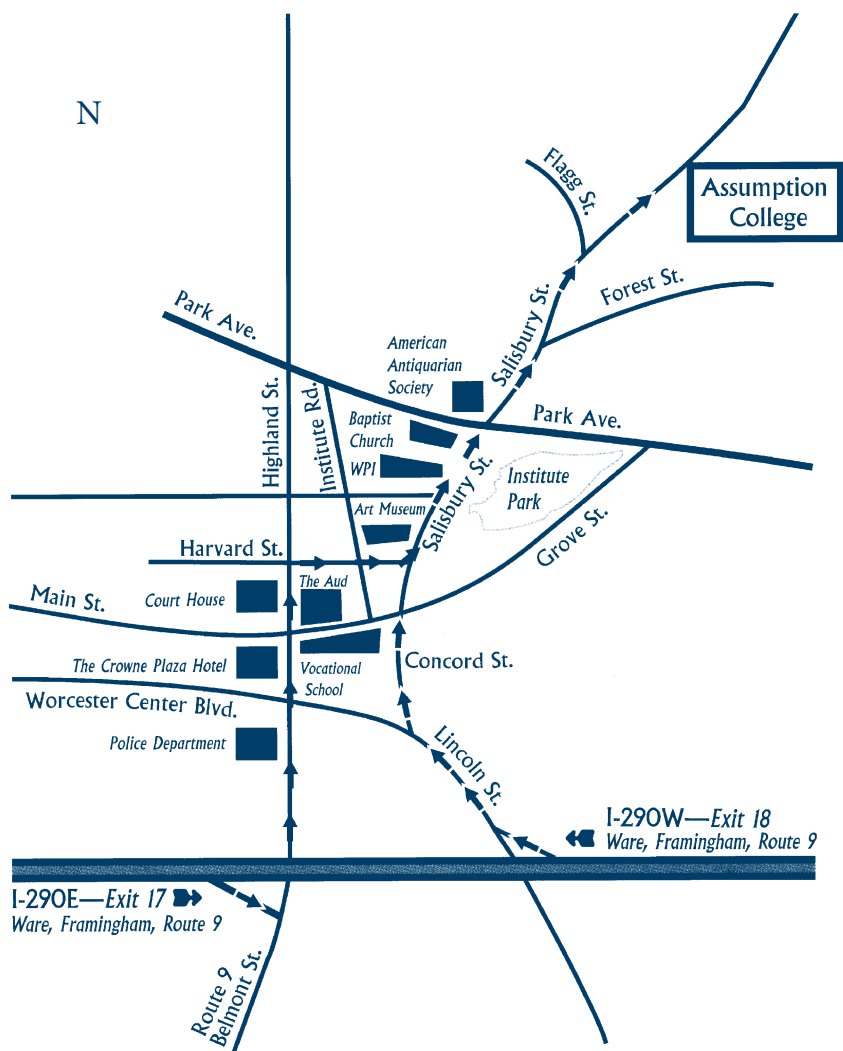 N
Flagg St.
Assumption
College
Forest St.
Park Ave.
Salisbury St.
American
Antiquarian
Society
Highland St.
Institute Rd.
Park Ave.
Baptist
Church
WPI
Salisbury St.
Institute
Park
Art Museum
Grove St.
Harvard St.
The Aud
Main St.
Court House
The Crowne Plaza Hotel
Vocational
School
Concord St.
Worcester Center Blvd.
Police Department
Lincoln St.
I-290W—Exit 18
Ware, Framingham, Route 9
I-290E—Exit 17
Ware, Framingham, Route 9
Route 9
Belmont St.